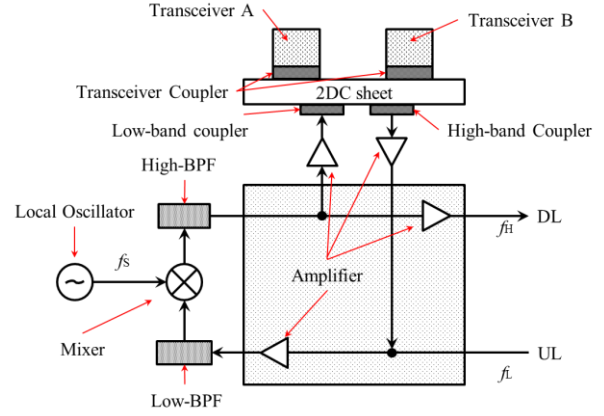 Transceiver A
Transceiver B
Transceiver Coupler
2DC sheet
Low-band coupler
High-band Coupler
High-BPF
Local Oscillator
fS
fH
DL
Amplifier
~
Mixer
Low-BPF
fL
UL